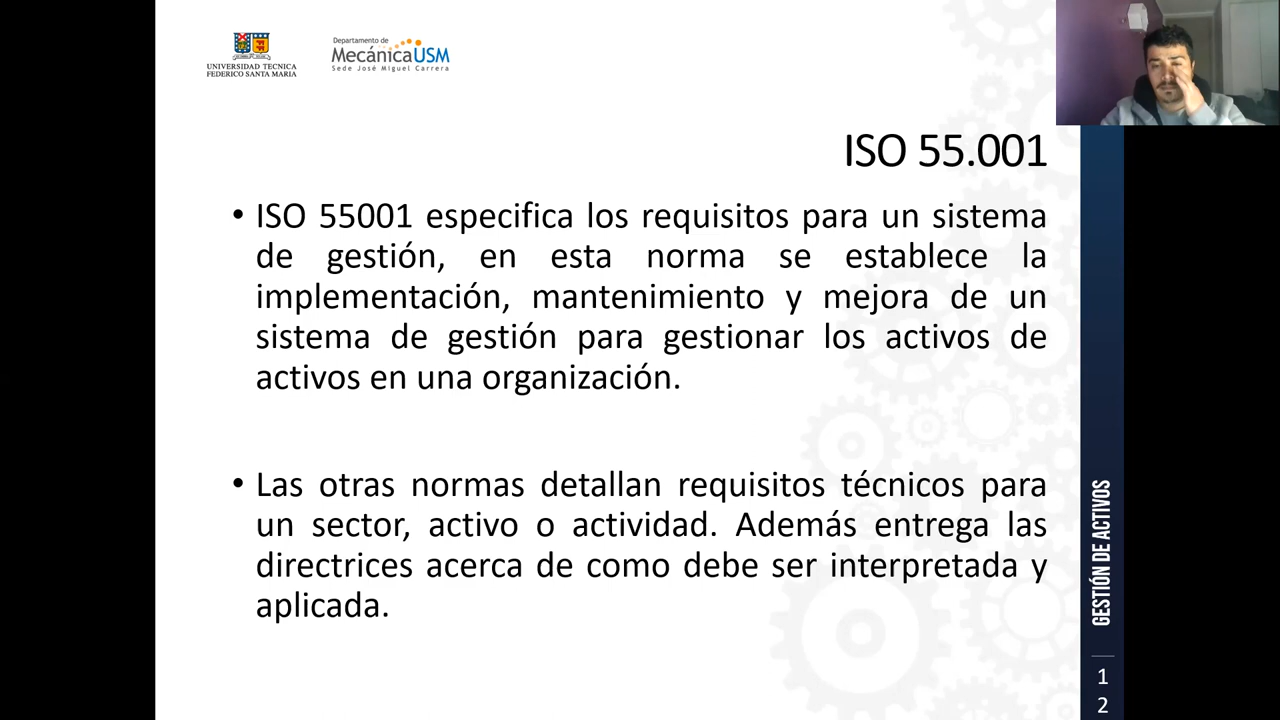 UNIVERSIDAD TECNICA
FEDERICO SANTA MARIA
Departamento de
MecánicaUSM
Sede José Miguel Carrera
ISO 55.001
• ISO 55001 especifica los requisitos para un sistema
de gestión, en esta norma se establece la
implementación, mantenimiento y mejora de un
sistema de gestión para gestionar los activos de
activos en una organización.
• Las otras normas detallan requisitos técnicos para
un sector, activo o actividad. Además entrega las
directrices acerca de como debe ser interpretada y
aplicada.
GESTIÓN DE ACTIVOS
1
2